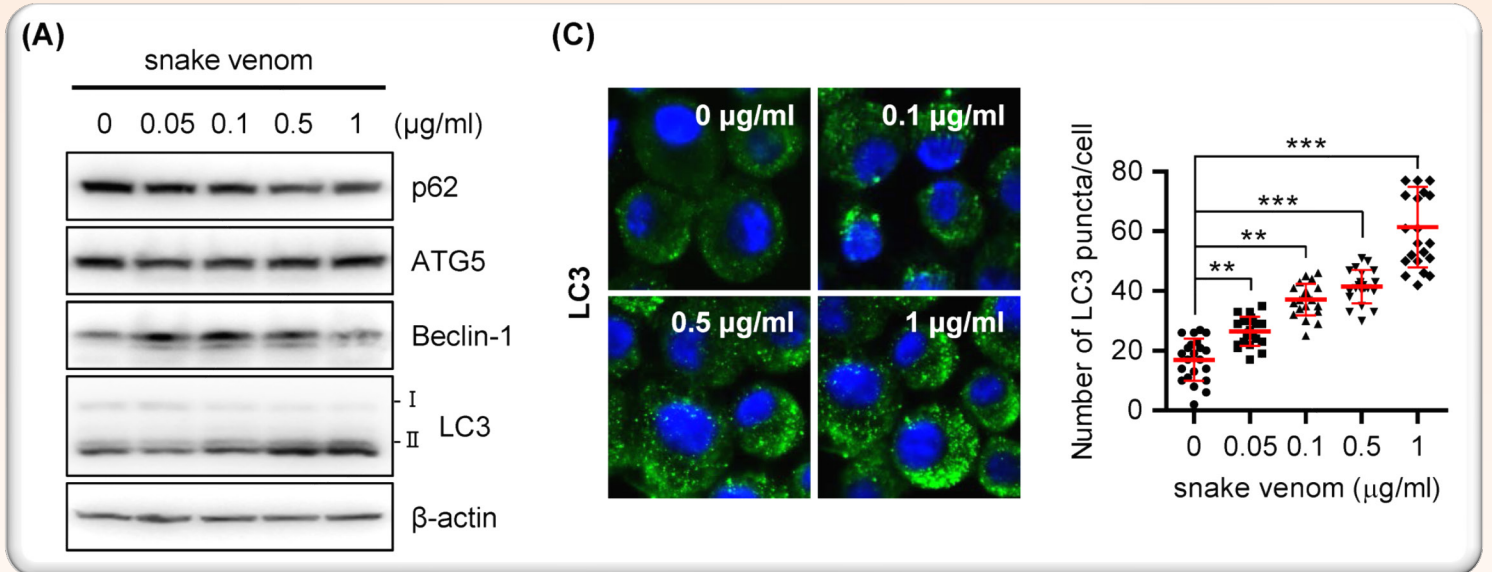 (A)
snake venom
0 0.05 0.1 0.5 1 (µg/ml)
p62
ATG5
Beclin-1
I
II
LC3
β-actin
(C)
LC3
0 µg/ml
0.1 µg/ml
0.5 µg/ml
1 µg/ml
Number of LC3 puncta/cell
80
60
40
20
0
***
***
**
**
0 0.05 0.1 0.5 1
snake venom (µg/ml)